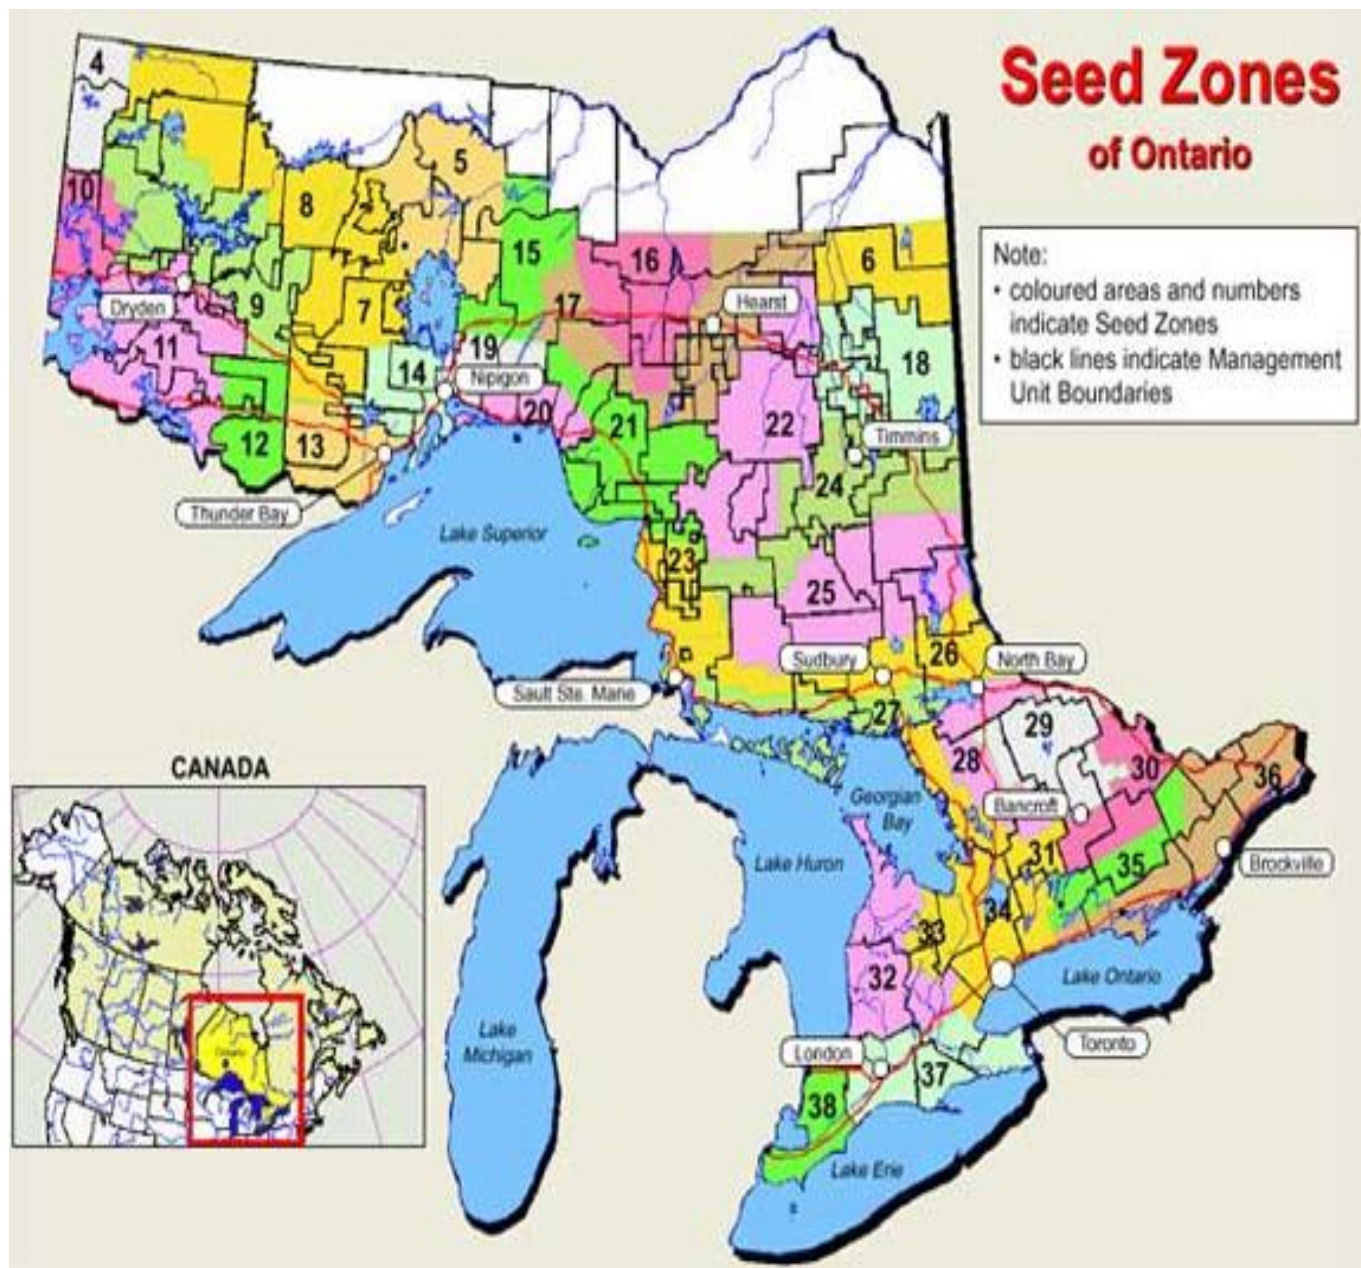 Seed Zones
of Ontario
Note:
• coloured areas and numbers
indicate Seed Zones
• black lines indicate Management
Unit Boundaries
4
5
10
8
15
16
6
17
Hearst
Dryden
9
7
11
19
18
14
Nipigon
20
21
22
Timmins
12
13
24
Thunder Bay
Lake Superior
23
25
Sudbury
26
North Bay
Sault Ste. Marie
27
29
28
30
36
CANADA
Georgian
Bay
Bancroft
Lake Huron
31
35
Brockville
34
33
32
Lake Ontario
Lake
Michigan
London
Toronto
37
38
Lake Erie
Ontario